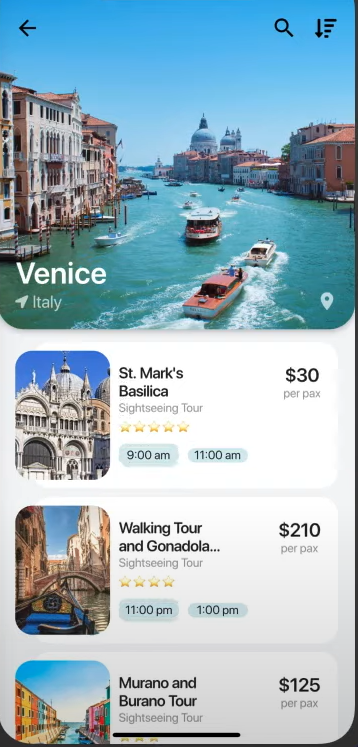 Venice
Italy
St. Mark's
Basilica
$30
per pax
Sightseeing Tour
⭐⭐⭐⭐⭐
9:00 am
11:00 am
Walking Tour
and Gonadola...
$210
per pax
Sightseeing Tour
⭐⭐⭐⭐
11:00 pm
1:00 pm
Murano and
Burano Tour
$125
per pax
Sightseeing Tour
⭐⭐⭐